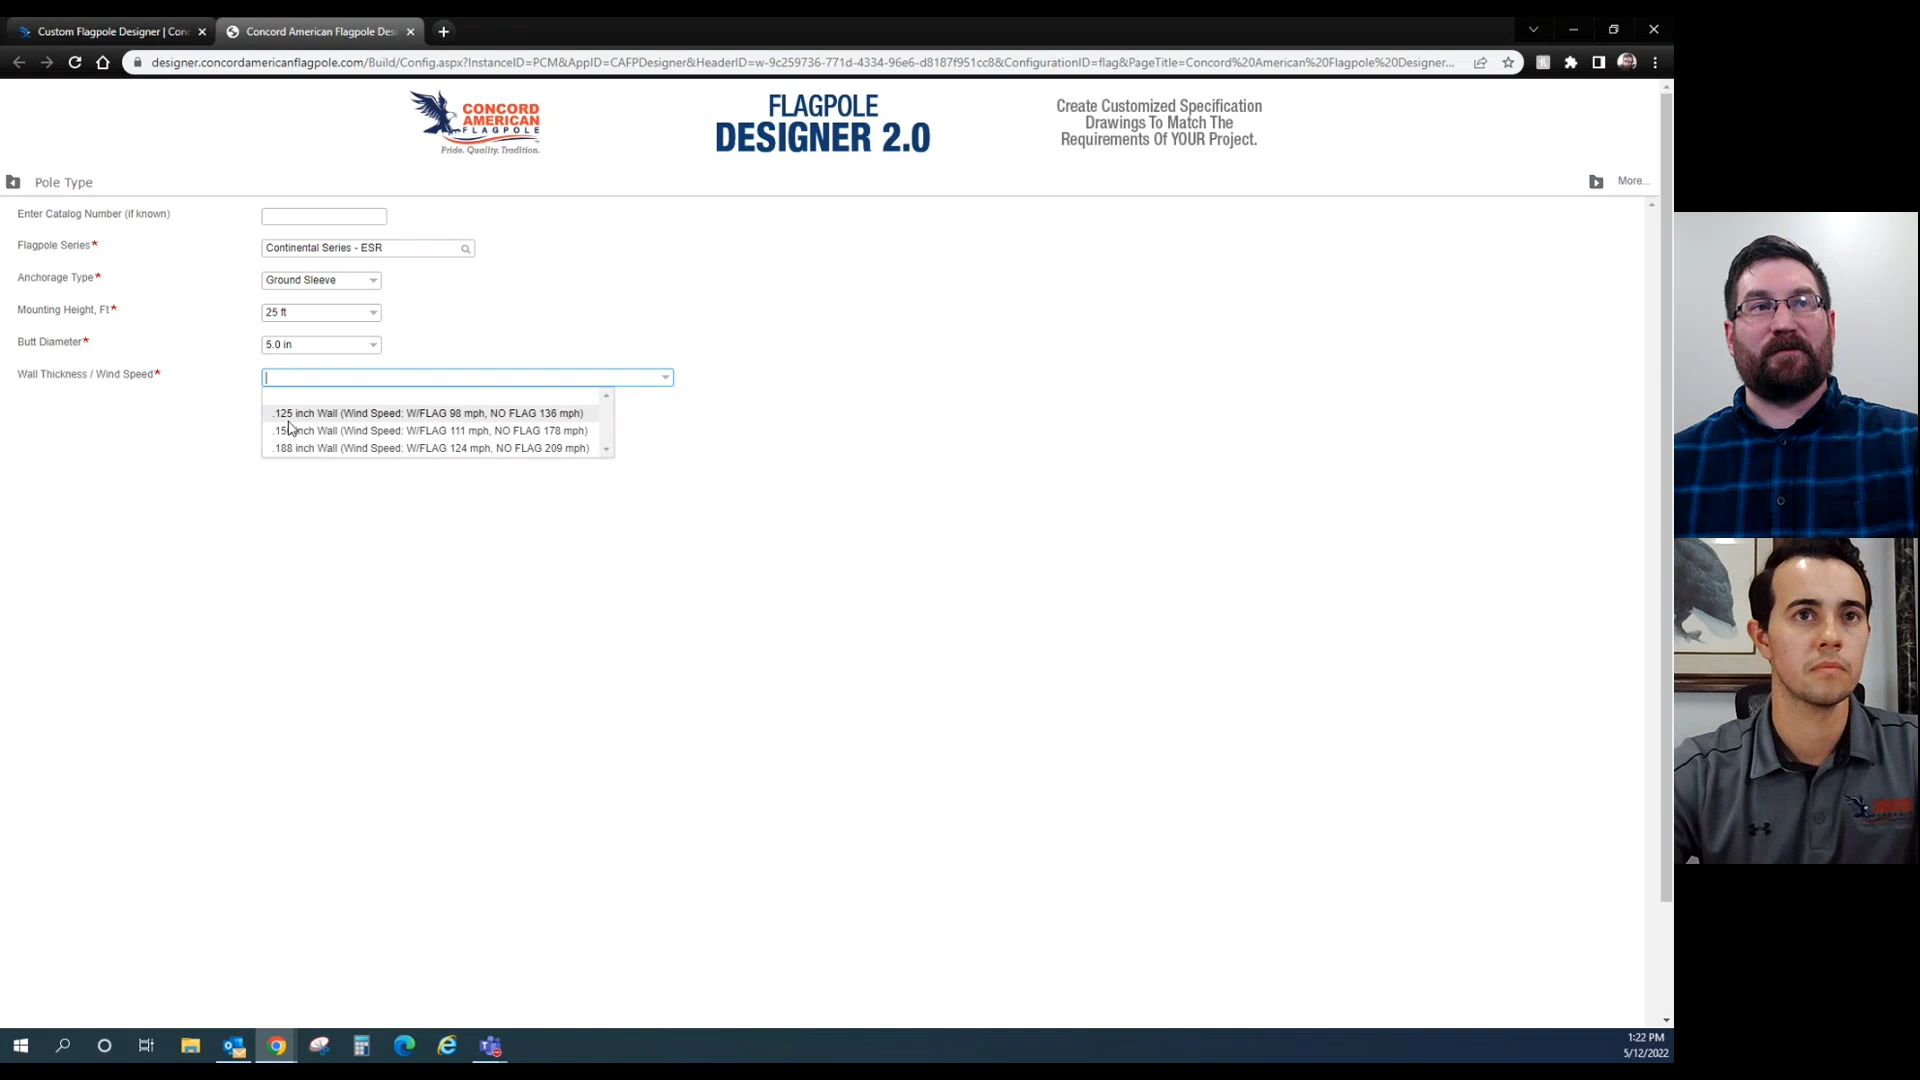 Custom Flagpole Designer | Con
Concord American Flagpole Des
designer.concordamericanflagpole.com/Build/Config.aspx?InstanceID=PCM&AppID=CAFPDesigner&HeaderID=w-9c259736-771d-4334-96e6-d8187f951cc8&ConfigurationID=flag&PageTitle=Concord%20American%20Flagpole%20Designer...
CONCORD
AMERICAN
FLAGPOLE
Pride. Quality. Tradition.
FLAGPOLE
DESIGNER 2.0
Create Customized Specification
Drawings To Match The
Requirements Of YOUR Project.
Pole Type
More...
Enter Catalog Number (if known)
Flagpole Series*
Continental Series - ESR
Anchorage Type*
Ground Sleeve
Mounting Height, Ft*
25 ft
Butt Diameter*
5.0 in
Wall Thickness / Wind Speed*
.125 inch Wall (Wind Speed: W/FLAG 98 mph, NO FLAG 136 mph)
inch Wall (Wind Speed: W/FLAG 111 mph, NO FLAG 178 mph)
.188 inch Wall (Wind Speed: W/FLAG 124 mph, NO FLAG 209 mph)
1:22 PM
5/12/2022